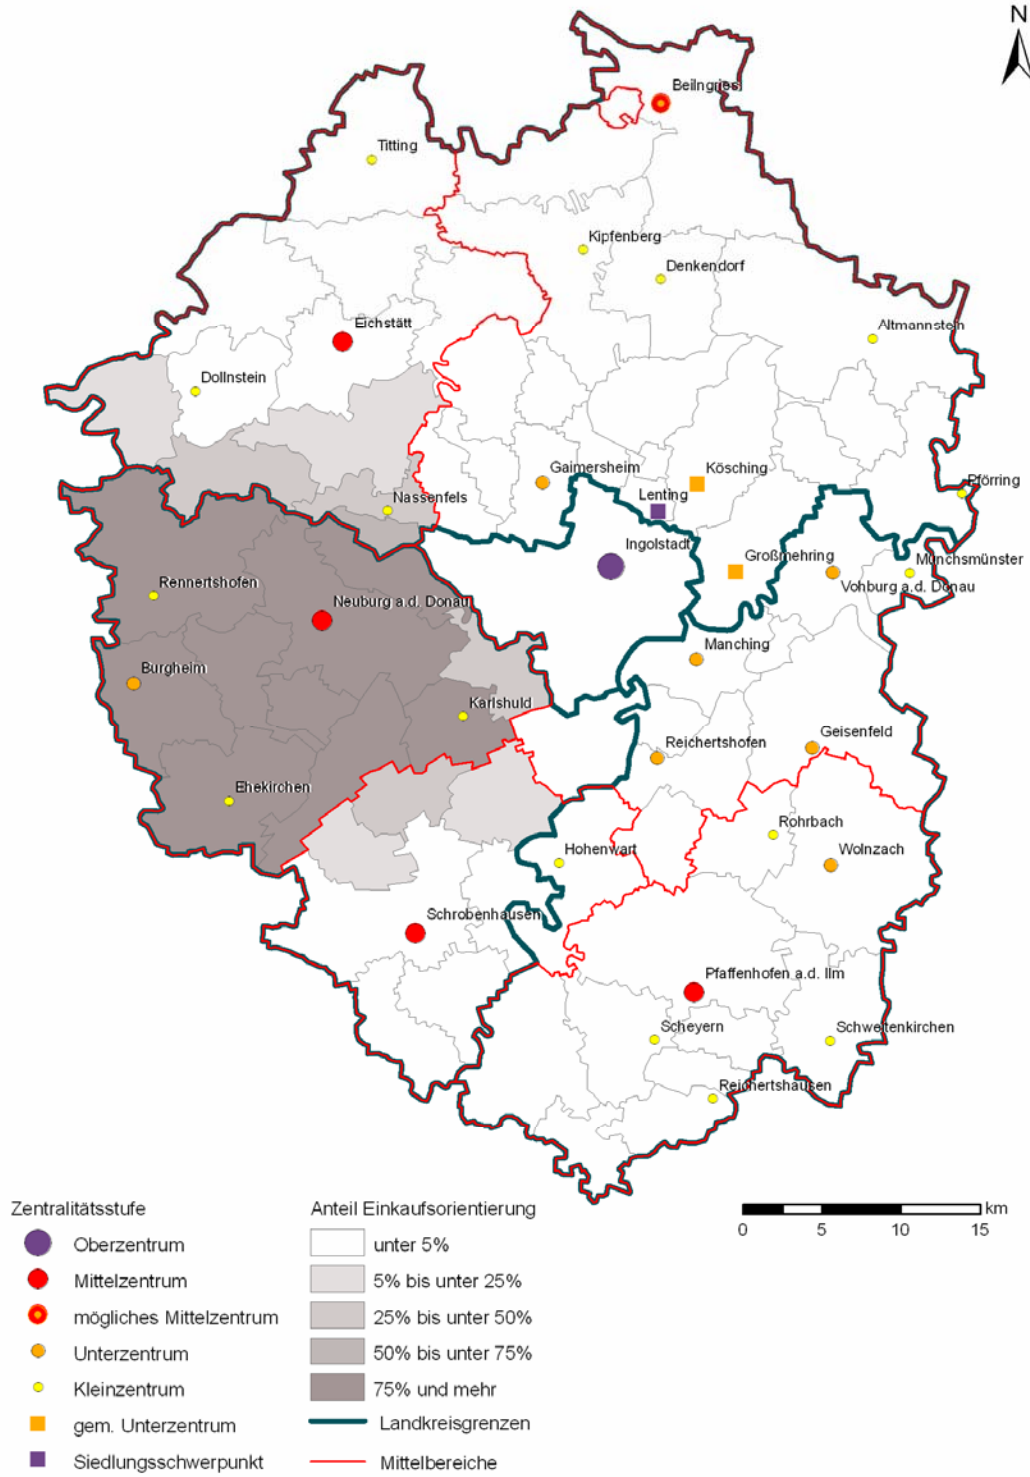 N
Beilngries
Titting
Kipfenberg
Denkendorf
Eichstätt
Altmannstein
Dollnstein
Gaimersheim
Kösching
Nassenfels
Lenting
Pförring
Ingolstadt
Großmehring
Münchsmünster
Vohburg a.d. Donau
Rennertshofen
Neuburg a.d. Donau
Manching
Burgheim
Karlshuld
Reichertshofen
Geisenfeld
Ehekirchen
Rohrbach
Hohenwart
Wolnzach
Schrobenhausen
Pfaffenhofen a.d. Ilm
Scheyern
Schweitenkirchen
Reichertshausen
km
0 5 10 15
Zentralitätsstufe
Oberzentrum
Mittelzentrum
mögliches Mittelzentrum
Unterzentrum
Kleinzentrum
gem. Unterzentrum
Siedlungsschwerpunkt
Anteil Einkaufsorientierung
unter 5%
5% bis unter 25%
25% bis unter 50%
50% bis unter 75%
75% und mehr
Landkreisgrenzen
Mittelbereiche